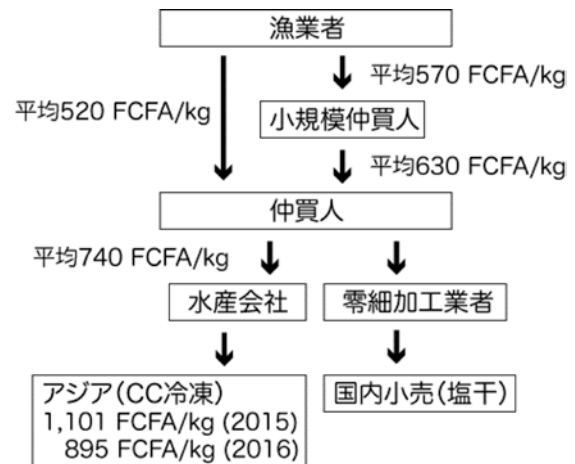 漁業者
平均570 FCFA/kg
平均520 FCFA/kg
小規模仲買人
平均630 FCFA/kg
仲買人
平均740 FCFA/kg
水産会社
零細加工業者
アジア(CC冷凍)
1,101 FCFA/kg (2015)
895 FCFA/kg (2016)
国内小売(塩干)